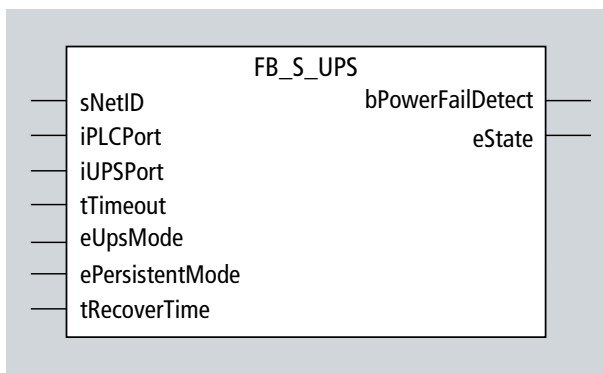 FB_S_UPS
sNetID bPowerFailDetect
iPLCPort eState
iUPSPort
tTimeout
eUpsMode
ePersistentMode
tRecoverTime